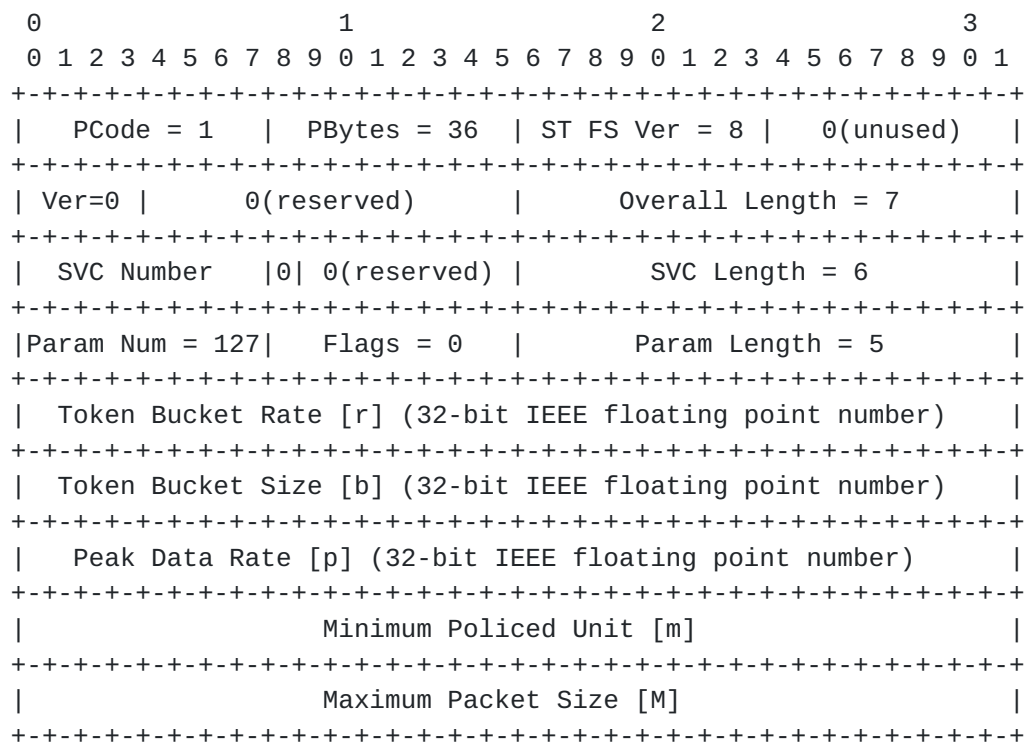 0                   1                   2                   3
0 1 2 3 4 5 6 7 8 9 0 1 2 3 4 5 6 7 8 9 0 1 2 3 4 5 6 7 8 9 0 1
+-+-+-+-+-+-+-+-+-+-+-+-+-+-+-+-+-+-+-+-+-+-+-+-+-+-+-+-+-+-+-+-+
|   PCode = 1   |  PBytes = 36  | ST FS Ver = 8 |   0(unused)   |
+-+-+-+-+-+-+-+-+-+-+-+-+-+-+-+-+-+-+-+-+-+-+-+-+-+-+-+-+-+-+-+-+
| Ver=0 |      0(reserved)      |      Overall Length = 7       |
+-+-+-+-+-+-+-+-+-+-+-+-+-+-+-+-+-+-+-+-+-+-+-+-+-+-+-+-+-+-+-+-+
|  SVC Number   |0| 0(reserved) |        SVC Length = 6         |
+-+-+-+-+-+-+-+-+-+-+-+-+-+-+-+-+-+-+-+-+-+-+-+-+-+-+-+-+-+-+-+-+
|Param Num = 127|   Flags = 0   |       Param Length = 5        |
+-+-+-+-+-+-+-+-+-+-+-+-+-+-+-+-+-+-+-+-+-+-+-+-+-+-+-+-+-+-+-+-+
|  Token Bucket Rate [r] (32-bit IEEE floating point number)    |
+-+-+-+-+-+-+-+-+-+-+-+-+-+-+-+-+-+-+-+-+-+-+-+-+-+-+-+-+-+-+-+-+
|  Token Bucket Size [b] (32-bit IEEE floating point number)    |
+-+-+-+-+-+-+-+-+-+-+-+-+-+-+-+-+-+-+-+-+-+-+-+-+-+-+-+-+-+-+-+-+
|   Peak Data Rate [p] (32-bit IEEE floating point number)      |
+-+-+-+-+-+-+-+-+-+-+-+-+-+-+-+-+-+-+-+-+-+-+-+-+-+-+-+-+-+-+-+-+
|                   Minimum Policed Unit [m]                    |
+-+-+-+-+-+-+-+-+-+-+-+-+-+-+-+-+-+-+-+-+-+-+-+-+-+-+-+-+-+-+-+-+
|                   Maximum Packet Size [M]                     |
+-+-+-+-+-+-+-+-+-+-+-+-+-+-+-+-+-+-+-+-+-+-+-+-+-+-+-+-+-+-+-+-+